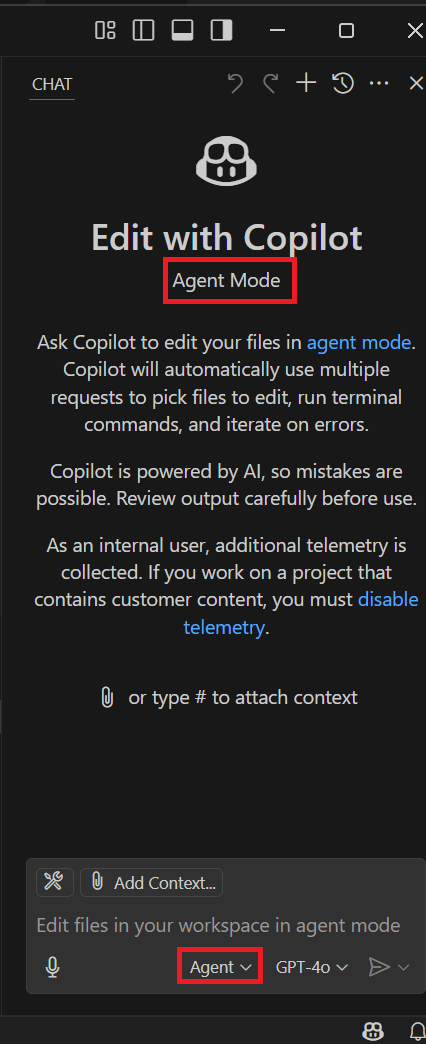 CHAT
Edit with Copilot
Agent Mode
Ask Copilot to edit your files in agent mode.
Copilot will automatically use multiple
requests to pick files to edit, run terminal
commands, and iterate on errors.
Copilot is powered by AI, so mistakes are
possible. Review output carefully before use.
As an internal user, additional telemetry is
collected. If you work on a project that
contains customer content, you must disable
telemetry.
or type # to attach context
Add Context...
Edit files in your workspace in agent mode
Agent GPT-4o